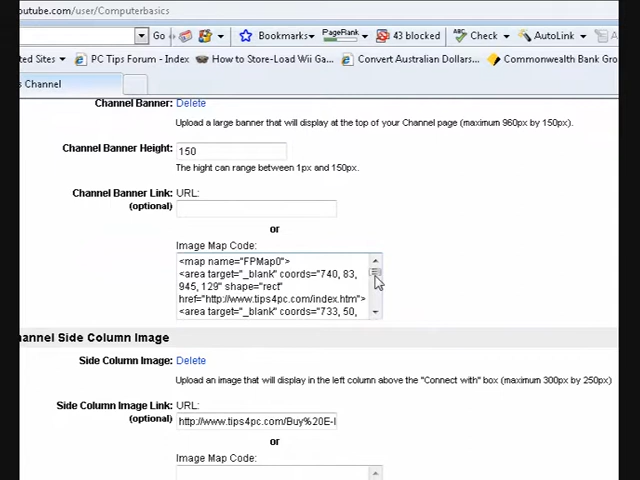 outube.com/user/Computerbasics
Go Bookmarks PageRank 43 blocked Check AutoLink
ted Sites PC Tips Forum - Index How to Store-Load Wii Ga... Convert Australian Dollars... Commonwealth Bank Gro
s Channel
Channel Banner: Delete
Upload a large banner that will display at the top of your Channel page (maximum 960px by 150px).
Channel Banner Height: 150
The hight can range between 1px and 150px.
Channel Banner Link: URL:
(optional)
or
Image Map Code:
<map name="FPMap0">
<area target="_blank" coords="740, 83,
945, 129" shape="rect"
href="http://www.tips4pc.com/index.htm">
<area target="_blank" coords="733, 50,
hannel Side Column Image
Side Column Image: Delete
Upload an image that will display in the left column above the "Connect with" box (maximum 300px by 250px)
Side Column Image Link: URL:
(optional) http://www.tips4pc.com/Buy%20E-
or
Image Map Code: